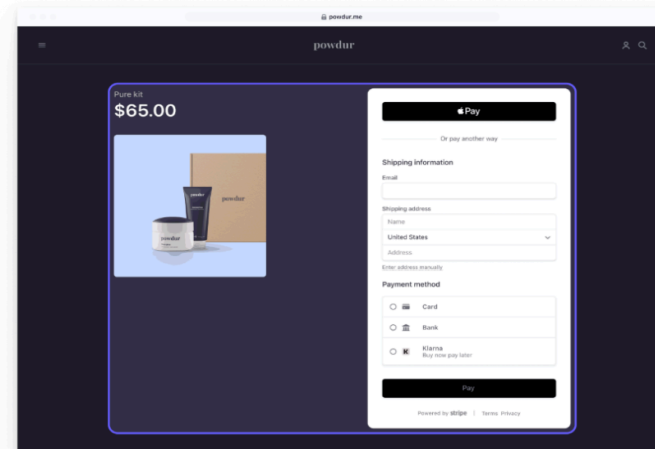 powdur.me
powdur
Pure kit
$65.00
powdur
powdur
powdur
Pay
Or pay another way
Shipping information
Email
Shipping address
Name
United States
Address
Enter address manually
Payment method
Card
Bank
K
Klarna
Buy now pay later
Pay
Powered by stripe | Terms Privacy